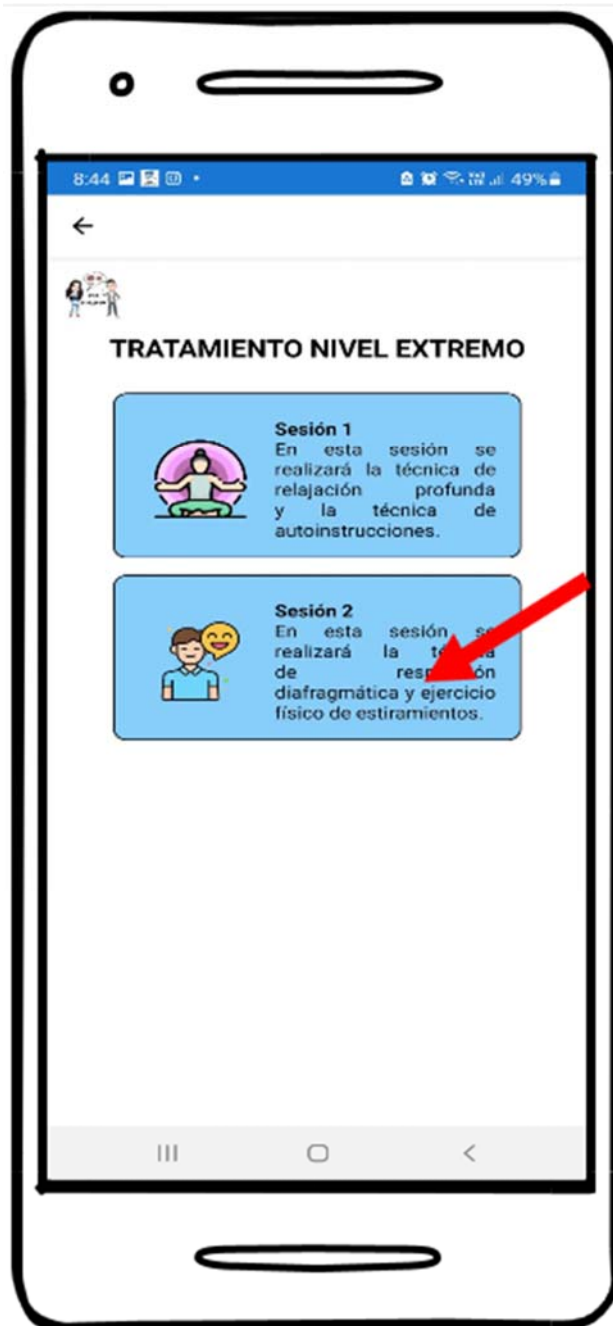 8:44 49%
TRATAMIENTO NIVEL EXTREMO
Sesión 1
En esta sesión se
realizará la técnica de
relajación profunda
y la técnica de
autoinstrucciones.
Sesión 2
En esta sesión se
realizará la
de
diafragmática y ejercicio
físico de estiramientos.